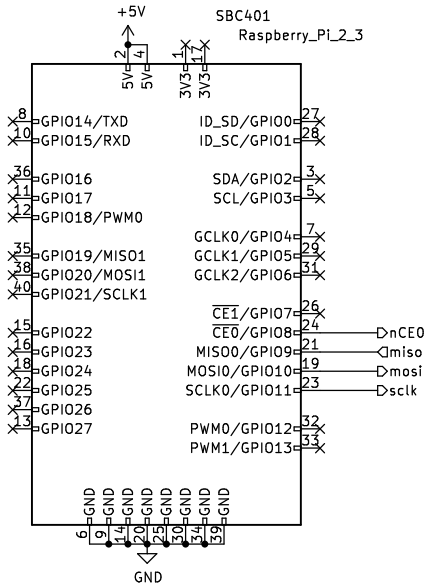 +5V
SBC401
Raspberry_Pi_2_3
2 4 1 17
5V 5V 3V3 3V3
8 GPIO14/TXD ID_SD/GPIO0 27
10 GPIO15/RXD ID_SC/GPIO1 28
36 GPIO16 SDA/GPIO2 3
11 GPIO17 SCL/GPIO3 5
12 GPIO18/PWM0
GCLK0/GPIO4 7
35 GPIO19/MISO1 GCLK1/GPIO5 29
38 GPIO20/MOSI1 GCLK2/GPIO6 31
40 GPIO21/SCLK1
CE1/GPIO7 26
15 GPIO22 CE0/GPIO8 24 nCE0
16 GPIO23 MISO0/GPIO9 21 miso
18 GPIO24 MOSI0/GPIO10 19 mosi
22 GPIO25 SCLK0/GPIO11 23 sclk
37 GPIO26
13 GPIO27 PWM0/GPIO12 32
PWM1/GPIO13 33
GND GND GND GND GND GND GND GND
6 9 14 20 25 30 34 39
GND